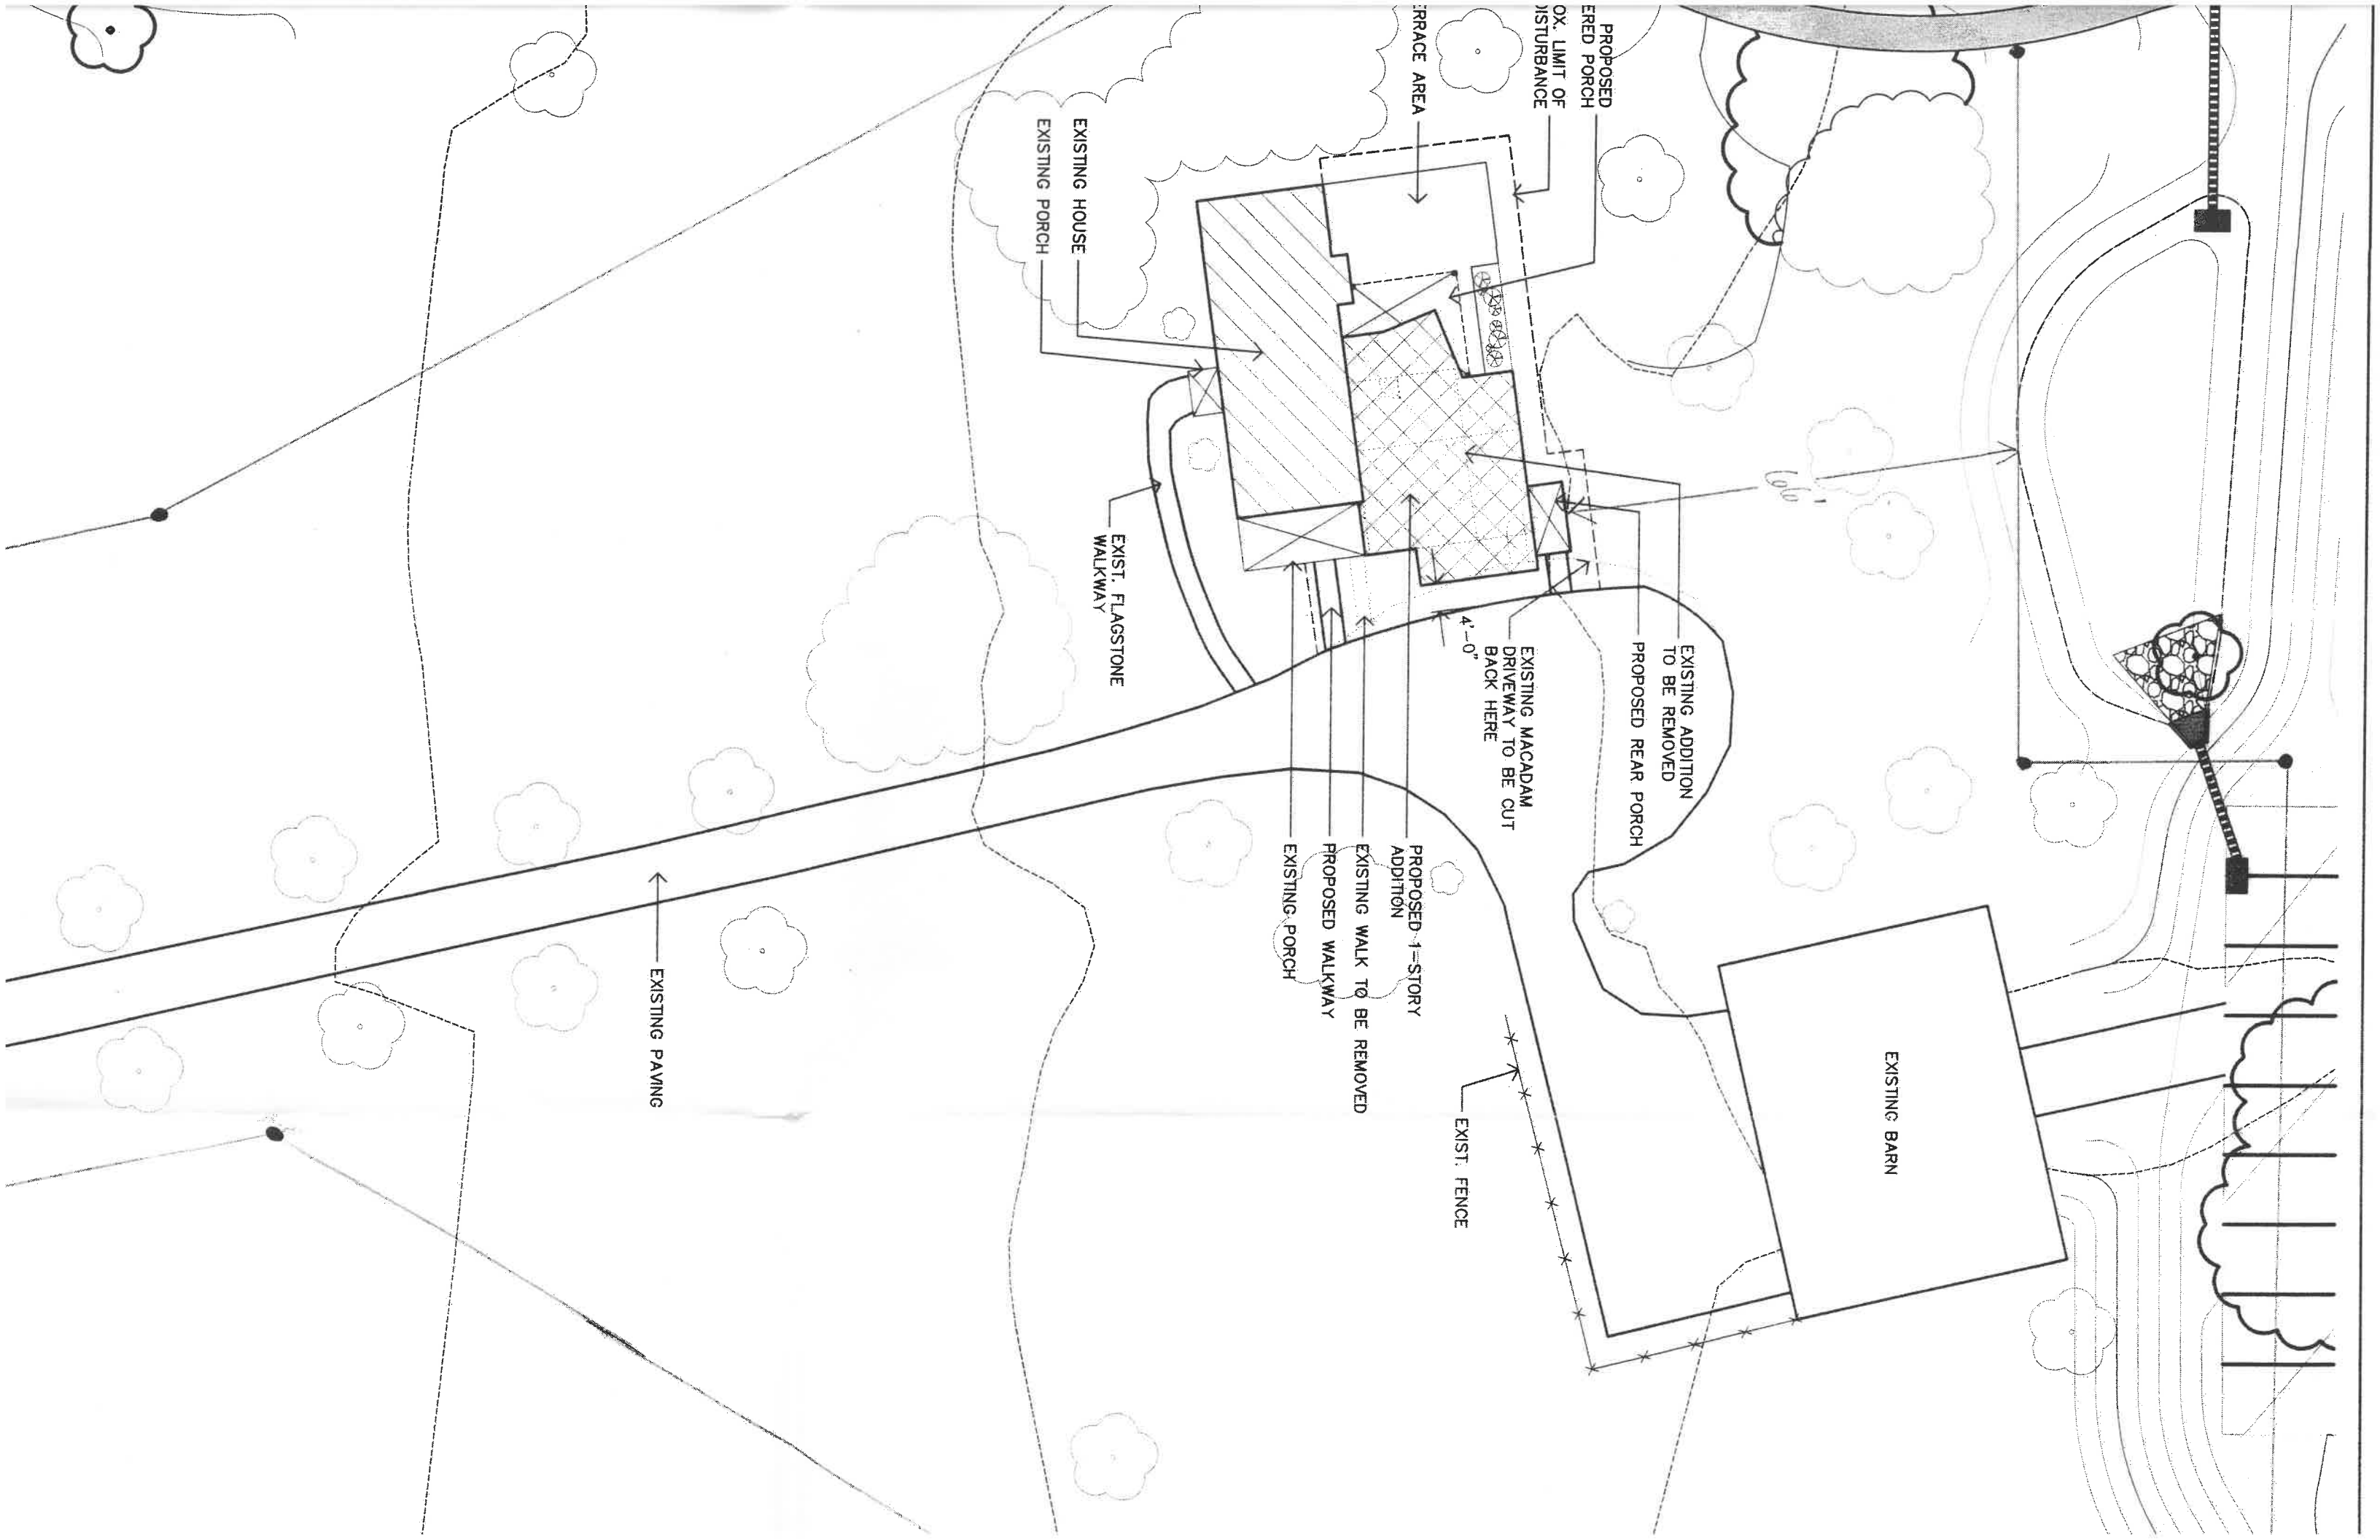 PROPOSED
ERED PORCH
OX. LIMIT OF
DISTURBANCE
ERRACE AREA
EXISTING HOUSE
EXISTING PORCH
EXIST. FLAGSTONE
WALKWAY
66'
EXISTING ADDITION
TO BE REMOVED
PROPOSED REAR PORCH
EXISTING MACADAM
DRIVEWAY TO BE CUT
BACK HERE
4'-0"
PROPOSED 1-STORY
ADDITION
EXISTING WALK TO BE REMOVED
PROPOSED WALKWAY
EXISTING PORCH
EXISTING PAVING
EXIST. FENCE
EXISTING BARN